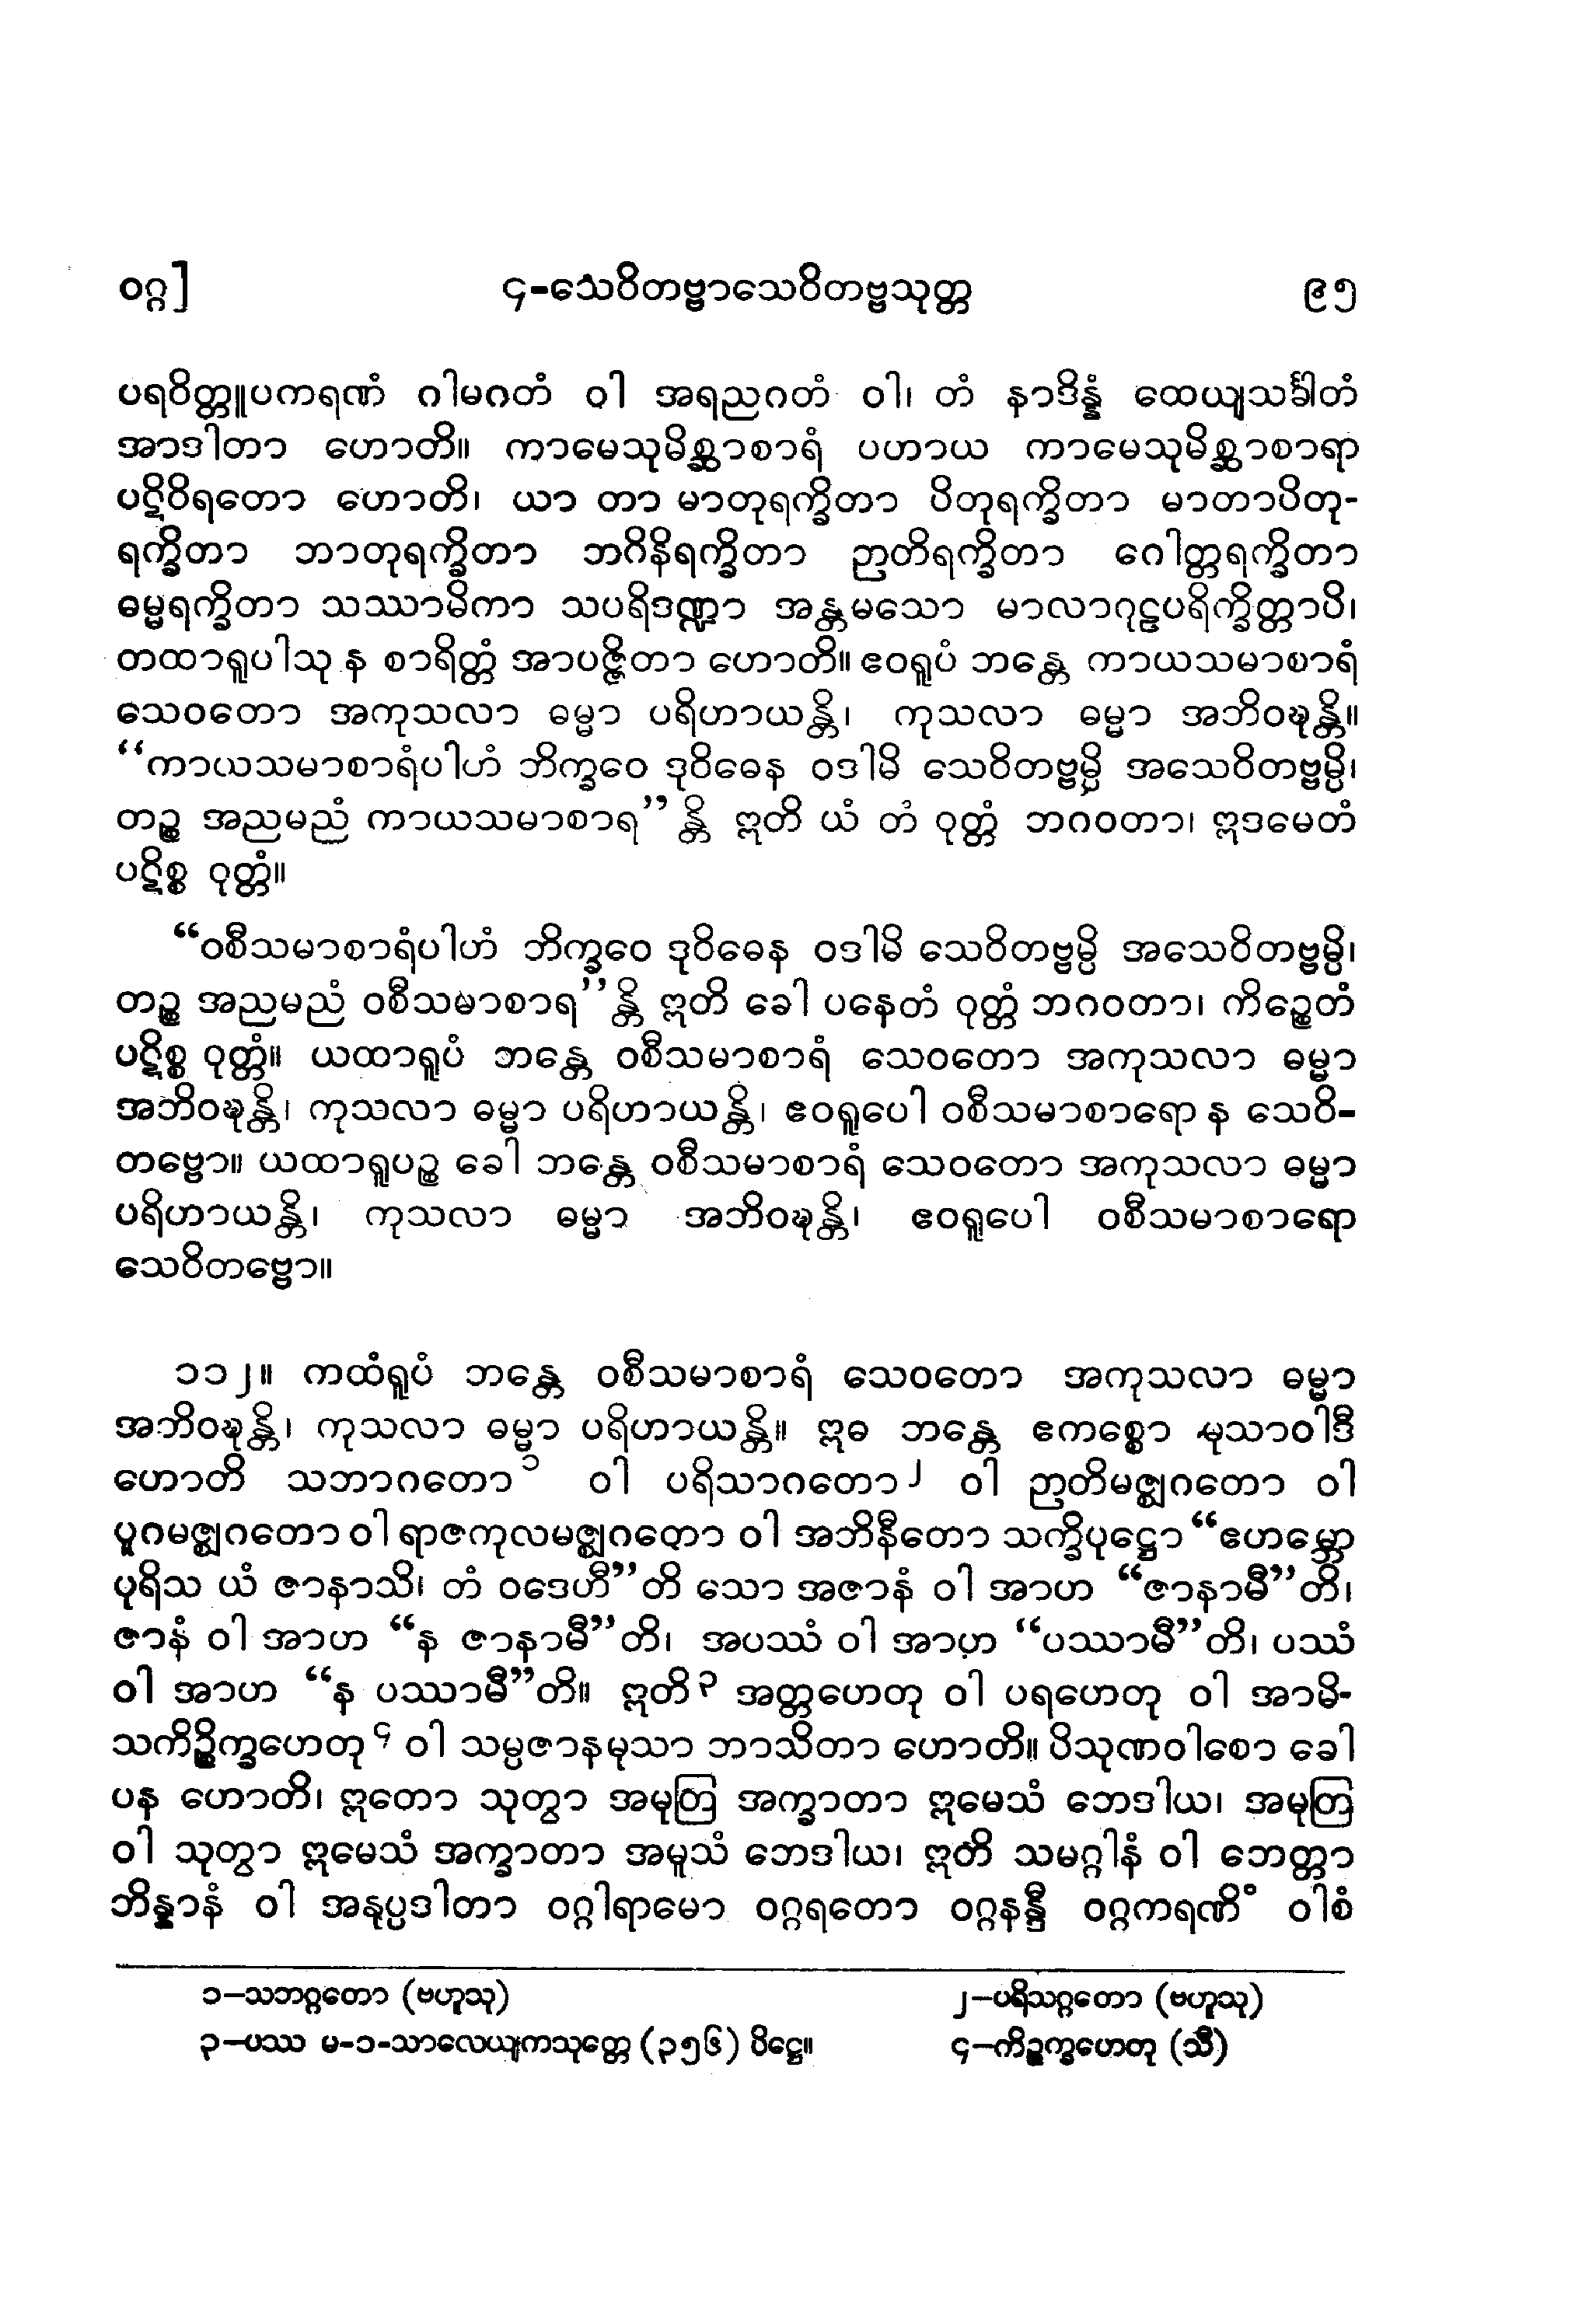 ဝဂ္ဂ] ၄-သေဝိတဗ္ဗာသေဝိတဗ္ဗသုတ္တ ၉၅
ပရဝိတ္တူပကရဏံ ဂါမဂတံ ဝါ အရညဂတံ ဝါ၊ တံ နာဒိန္နံ ထေယျသင်္ခါတံ
အာဒါတာ ဟောတိ။ ကာမေသုမိစ္ဆာစာရံ ပဟာယ ကာမေသုမိစ္ဆာစာရာ
ပဋိဝိရတော ဟောတိ၊ ယာ တာ မာတုရက္ခိတာ ပိတုရက္ခိတာ မာတာပိတု-
ရက္ခိတာ ဘာတုရက္ခိတာ ဘဂိနိရက္ခိတာ ဉာတိရက္ခိတာ ဂေါတ္တရက္ခိတာ
ဓမ္မရက္ခိတာ သဿာမိကာ သပရိဒဏ္ဍာ အန္တမသော မာလာဂုဠပရိက္ခိတ္တာပိ၊
တထာရူပါသု န စာရိတ္တံ အာပဇ္ဇိတာ ဟောတိ။ ဧဝရူပံ ဘန္တေ ကာယသမာစာရံ
သေဝတော အကုသလာ ဓမ္မာ ပရိဟာယန္တိ၊ ကုသလာ ဓမ္မာ အဘိဝဍ္ဎန္တိ။
“ကာယသမာစာရံပါဟံ ဘိက္ခဝေ ဒုဝိဓေန ဝဒါမိ သေဝိတဗ္ဗမ္ပိ အသေဝိတဗ္ဗမ္ပိ၊
တဉ္စ အညမညံ ကာယသမာစာရ” န္တိ ဣတိ ယံ တံ ဝုတ္တံ ဘဂဝတာ၊ ဣဒမေတံ
ပဋိစ္စ ဝုတ္တံ။
“ဝစီသမာစာရံပါဟံ ဘိက္ခဝေ ဒုဝိဓေန ဝဒါမိ သေဝိတဗ္ဗမ္ပိ အသေဝိတဗ္ဗမ္ပိ၊
တဉ္စ အညမညံ ဝစီသမာစာရ”န္တိ ဣတိ ခေါ ပနေတံ ဝုတ္တံ ဘဂဝတာ၊ ကိဉ္စေတံ
ပဋိစ္စ ဝုတ္တံ။ ယထာရူပံ ဘန္တေ ဝစီသမာစာရံ သေဝတော အကုသလာ ဓမ္မာ
အဘိဝဍ္ဎန္တိ၊ ကုသလာ ဓမ္မာ ပရိဟာယန္တိ၊ ဧဝရူပေါ ဝစီသမာစာရော န သေဝိ-
တဗ္ဗော။ ယထာရူပဉ္စ ခေါ ဘန္တေ ဝစီသမာစာရံ သေဝတော အကုသလာ ဓမ္မာ
ပရိဟာယန္တိ၊ ကုသလာ ဓမ္မာ အဘိဝဍ္ဎန္တိ၊ ဧဝရူပေါ ဝစီသမာစာရော
သေဝိတဗ္ဗော။
၁၁၂။ ကထံရူပံ ဘန္တေ ဝစီသမာစာရံ သေဝတော အကုသလာ ဓမ္မာ
အဘိဝဍ္ဎန္တိ၊ ကုသလာ ဓမ္မာ ပရိဟာယန္တိ။ ဣဓ ဘန္တေ ဧကစ္စော မုသာဝါဒီ
ဟောတိ သဘာဂတော ၁ ဝါ ပရိသာဂတော ၂ ဝါ ဉာတိမဇ္ဈဂတော ဝါ
ပူဂမဇ္ဈဂတော ဝါ ရာဇကုလမဇ္ဈဂတော ဝါ အဘိနီတော သက္ခိပုဋ္ဌော “ဧဟမ္ဘော
ပုရိသ ယံ ဇာနာသိ၊ တံ ဝဒေဟီ”တိ သော အဇာနံ ဝါ အာဟ “ဇာနာမီ”တိ၊
ဇာနံ ဝါ အာဟ “န ဇာနာမီ”တိ၊ အပဿံ ဝါ အာဟ “ပဿာမီ”တိ၊ ပဿံ
ဝါ အာဟ “န ပဿာမီ”တိ။ ဣတိ ၃ အတ္တဟေတု ဝါ ပရဟေတု ဝါ အာမိ-
သကိဉ္စိက္ခဟေတု ၄ ဝါ သမ္ပဇာနမုသာ ဘာသိတာ ဟောတိ။ ပိသုဏဝါစော ခေါ
ပန ဟောတိ၊ ဣတော သုတွာ အမုတြ အက္ခာတာ ဣမေသံ ဘေဒါယ၊ အမုတြ
ဝါ သုတွာ ဣမေသံ အက္ခာတာ အမူသံ ဘေဒါယ၊ ဣတိ သမဂ္ဂါနံ ဝါ ဘေတ္တာ
ဘိန္နာနံ ဝါ အနုပ္ပဒါတာ ဝဂ္ဂါရာမော ဝဂ္ဂရတော ဝဂ္ဂနန္ဒီ ဝဂ္ဂကရဏိံ ဝါစံ
၁—သဘဂ္ဂတော (ဗဟူသု) ၂—ပရိသဂ္ဂတော (ဗဟူသု)
၃—ပဿ မ-၁-သာလေယျကသုတ္တေ (၃၅၆) ပိဋ္ဌေ။ ၄—ကိဉ္စက္ခဟေတု (သီ)